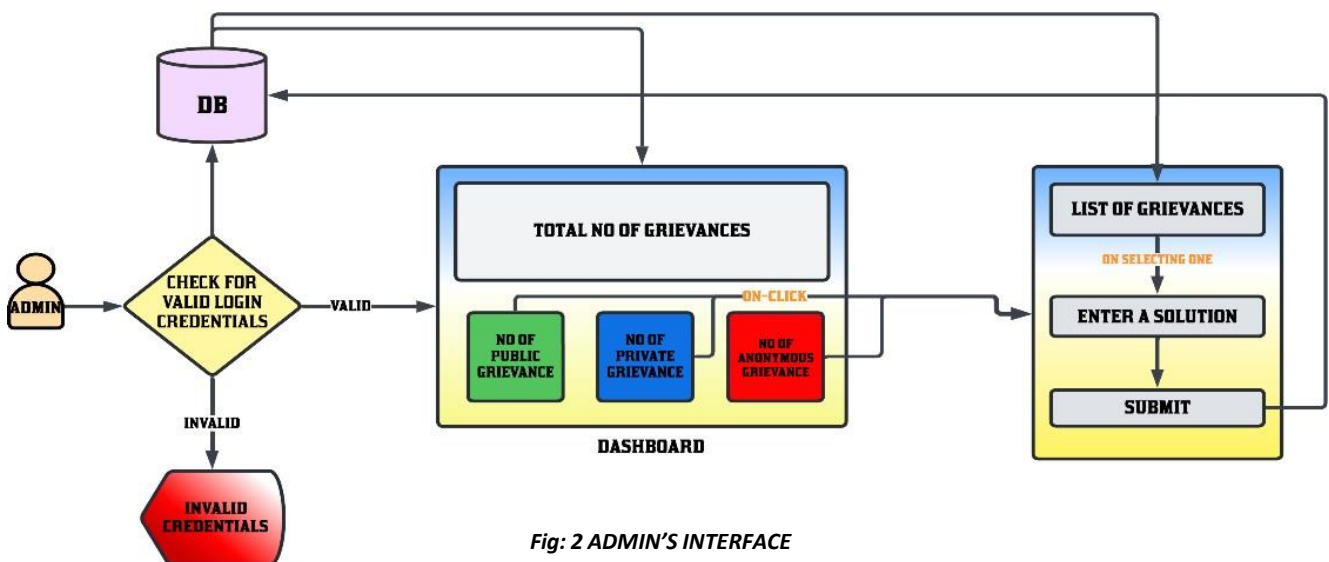 DB
ADMIN
CHECK FOR
VALID LOGIN
CREDENTIALS
VALID
INVALID
INVALID
CREDENTIALS
TOTAL NO OF GRIEVANCES
ON-CLICK
NO OF
PUBLIC
GRIEVANCE
NO OF
PRIVATE
GRIEVANCE
NO OF
ANONYMOUS
GRIEVANCE
DASHBOARD
LIST OF GRIEVANCES
ON SELECTING ONE
ENTER A SOLUTION
SUBMIT
Fig: 2 ADMIN’S INTERFACE